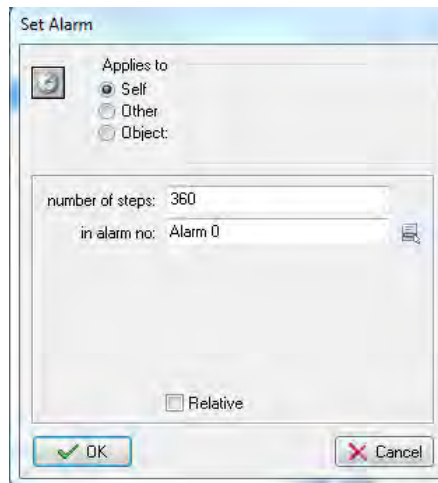 Set Alarm
Applies to
Self
Other
Object:
number of steps: 360
in alarm no: Alarm 0
Relative
OK
Cancel